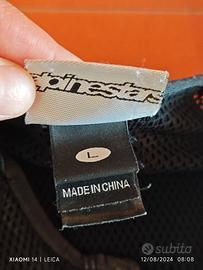 alpinestars
L
MADE IN CHINA
subito
XIAOMI 14 | LEICA
12/08/2024 08:08